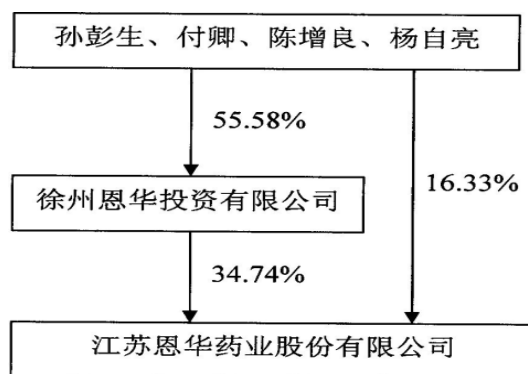 孙彭生、付卿、陈增良、杨自亮
55.58%
16.33%
徐州恩华投资有限公司
34.74%
江苏恩华药业股份有限公司